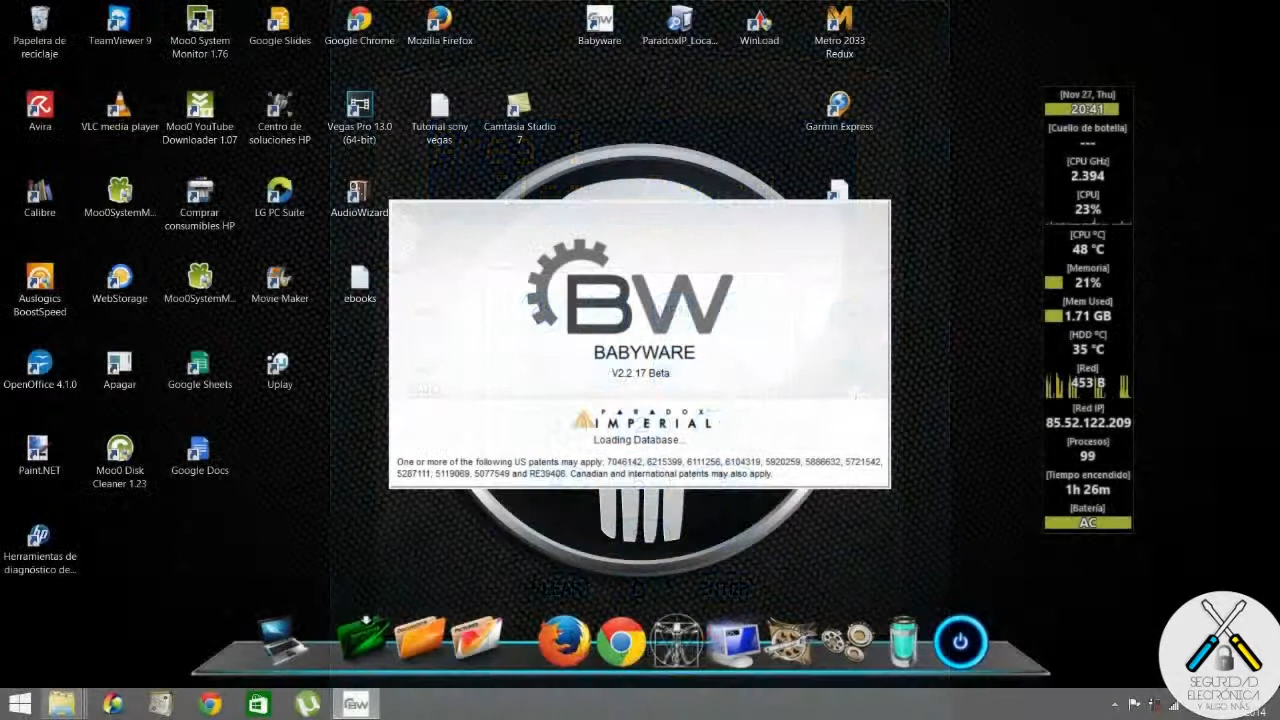 Papelera de
reciclaje
TeamViewer 9
Moo0 System
Monitor 1.76
Google Slides
Google Chrome
Mozilla Firefox
Babyware
ParadoxIP_Loca...
WinLoad
Metro 2033
Redux
Avira
VLC media player
Moo0 YouTube
Downloader 1.07
Centro de
soluciones HP
Vegas Pro 13.0
(64-bit)
Tutorial sony
vegas
Camtasia Studio
7
Garmin Express
Calibre
Moo0SystemM...
Comprar
consumibles HP
LG PC Suite
AudioWizard
Auslogics
BoostSpeed
WebStorage
Moo0SystemM...
Movie Maker
ebooks
OpenOffice 4.1.0
Apagar
Google Sheets
Uplay
Paint.NET
Moo0 Disk
Cleaner 1.23
Google Docs
Herramientas de
diagnóstico de...
BW
BABYWARE
V2.2.17 Beta
PARADOX
IMPERIAL
Loading Database...
One or more of the following US patents may apply: 7046142, 6215399, 6111256, 6104319, 5920259, 5886632, 5721542,
5287111, 5119069, 5077549 and RE39406. Canadian and international patents may also apply.
[Nov 27, Thu]
20:41
[Cuello de botella]
---
[CPU GHz]
2.394
[CPU]
23%
[CPU °C]
48 °C
[Memoria]
21%
[Mem Used]
1.71 GB
[HDD °C]
35 °C
[Red]
453 B
[Red IP]
85.52.122.209
[Procesos]
99
[Tiempo encendido]
1h 26m
[Batería]
AC
CLEAR
ENTER
BW
SEGURIDAD
ELECTRÓNICA
Y ALGO MÁS